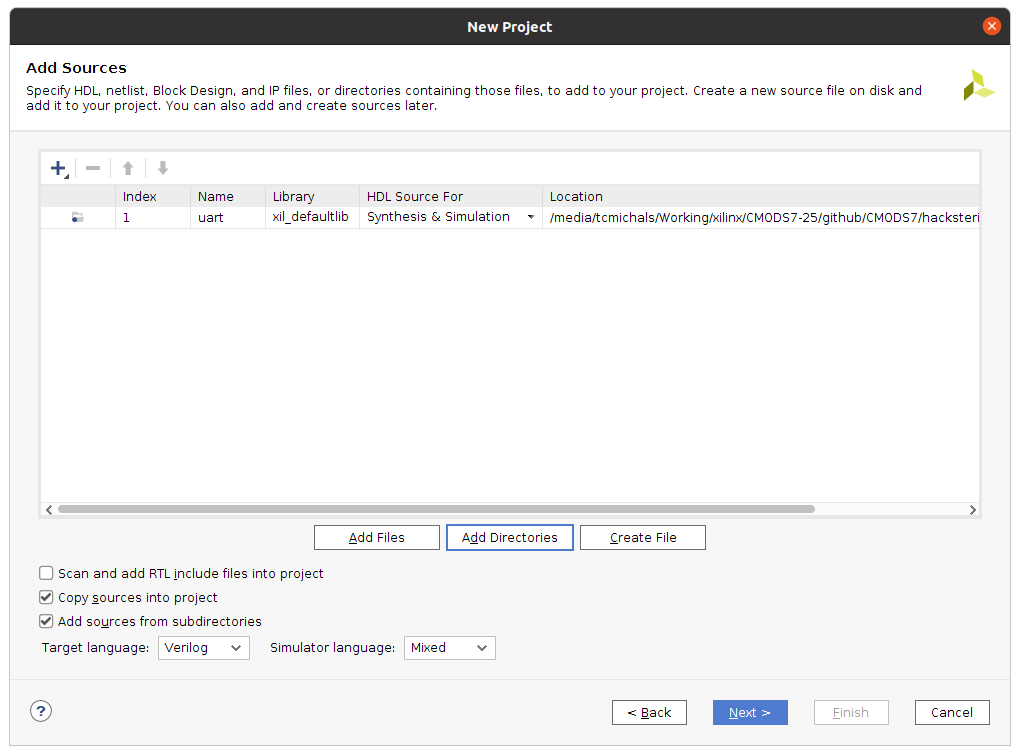 New Project
Add Sources
Specify HDL, netlist, Block Design, and IP files, or directories containing those files, to add to your project. Create a new source file on disk and
add it to your project. You can also add and create sources later.
Index Name Library HDL Source For Location
1 uart xil_defaultlib Synthesis & Simulation /media/tcmichals/Working/xilinx/CMODS7-25/github/CMODS7/hacksteri
Add Files Add Directories Create File
Scan and add RTL include files into project
Copy sources into project
Add sources from subdirectories
Target language: Verilog Simulator language: Mixed
? < Back Next > Finish Cancel